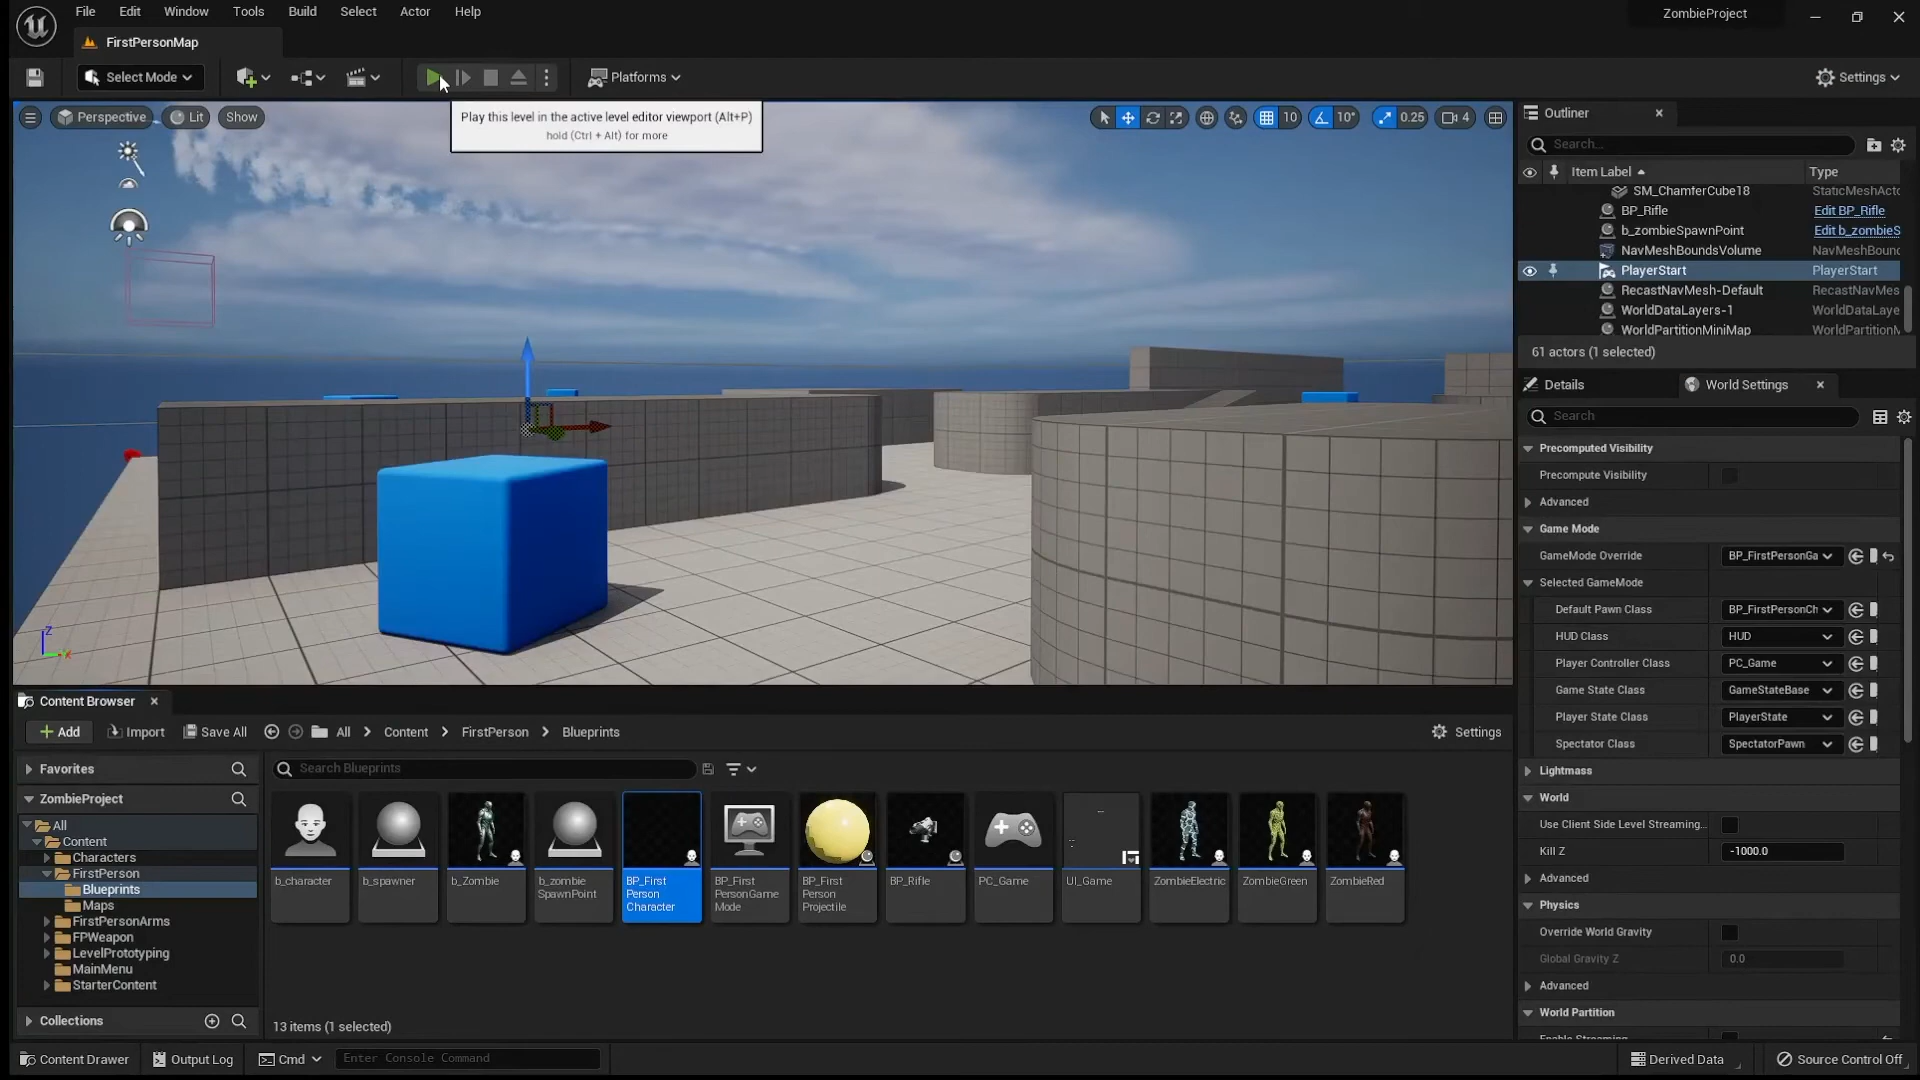 File Edit Window Tools Build Select Actor Help
ZombieProject
FirstPersonMap
Select Mode
Platforms
Settings
Play this level in the active level editor viewport (Alt+P)
hold (Ctrl + Alt) for more
Perspective Lit Show
10 10° 0.25 4
Outliner
Search...
Item Label Type
SM_ChamferCube18 StaticMeshActo
BP_Rifle Edit BP_Rifle
b_zombieSpawnPoint Edit b_zombieS
NavMeshBoundsVolume NavMeshBoun
PlayerStart PlayerStart
RecastNavMesh-Default RecastNavMes
WorldDataLayers-1 WorldDataLaye
WorldPartitionMiniMap WorldPartitionM
61 actors (1 selected)
Details World Settings
Search
Precomputed Visibility
Precompute Visibility
Advanced
Game Mode
GameMode Override BP_FirstPersonGa
Selected GameMode
Default Pawn Class BP_FirstPersonCh
HUD Class HUD
Player Controller Class PC_Game
Game State Class GameStateBase
Player State Class PlayerState
Spectator Class SpectatorPawn
Lightmass
World
Use Client Side Level Streaming...
Kill Z -1000.0
Advanced
Physics
Override World Gravity
Global Gravity Z 0.0
Advanced
World Partition
Enable Streaming
Z
X
Content Browser
Add Import Save All All Content FirstPerson Blueprints Settings
Favorites
Search Blueprints
ZombieProject
All
Content
Characters
FirstPerson
Blueprints
Maps
FirstPersonArms
FPWeapon
LevelPrototyping
MainMenu
StarterContent
Collections
b_character
b_spawner
b_Zombie
b_zombie
SpawnPoint
BP_First
Person
Character
BP_First
PersonGame
Mode
BP_First
Person
Projectile
BP_Rifle
PC_Game
UI_Game
ZombieElectric
ZombieGreen
ZombieRed
13 items (1 selected)
Content Drawer Output Log Cmd Enter Console Command Derived Data Source Control Off